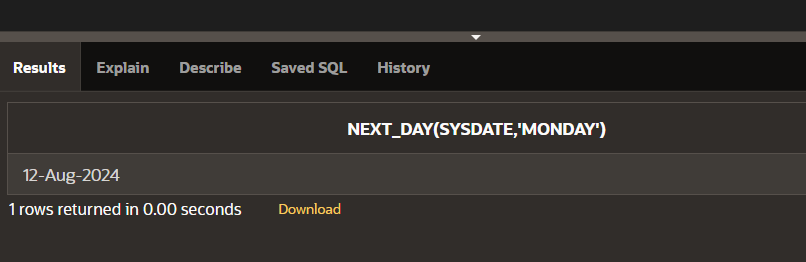 Results Explain Describe Saved SQL History
NEXT_DAY(SYSDATE,'MONDAY')
12-Aug-2024
1 rows returned in 0.00 seconds Download